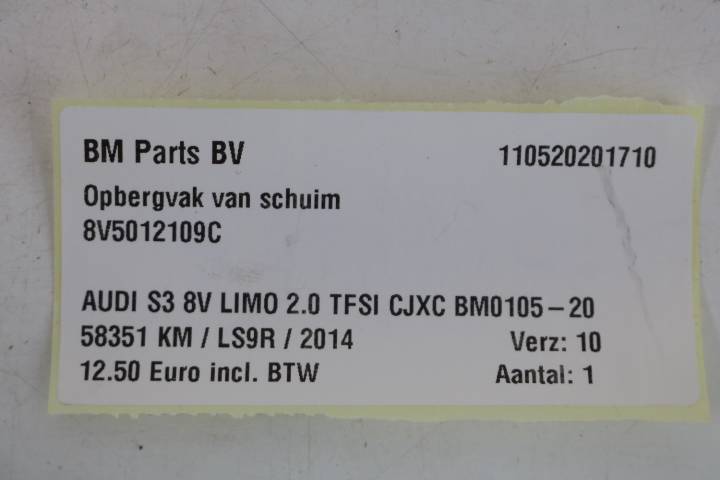 BM Parts BV 110520201710
Opbergvak van schuim
8V5012109C
AUDI S3 8V LIMO 2.0 TFSI CJXC BM0105-20
58351 KM / LS9R / 2014 Verz: 10
12.50 Euro incl. BTW Aantal: 1